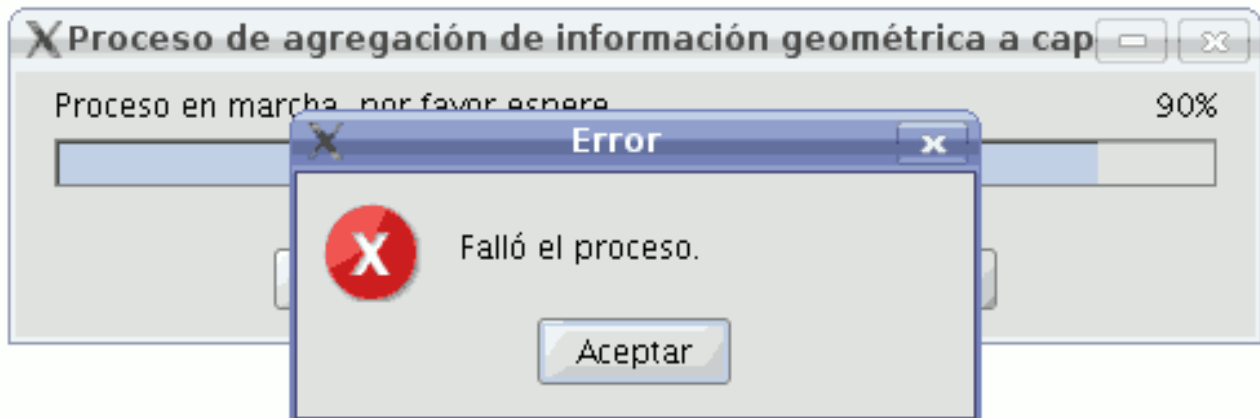 Proceso de agregación de información geométrica a cap
Proceso en marcha, por favor espere
90%
Error
Falló el proceso.
Aceptar